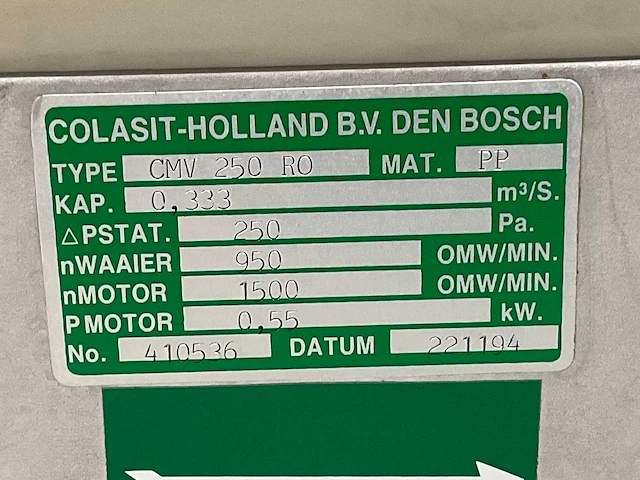 COLASIT-HOLLAND B.V. DEN BOSCH
TYPE CMV 250 RO MAT. PP
KAP. 0,333 m³/S.
△PSTAT. 250 Pa.
nWAAIER 950 OMW/MIN.
nMOTOR 1500 OMW/MIN.
PMOTOR 0,55 kW.
No. 410536 DATUM 221194